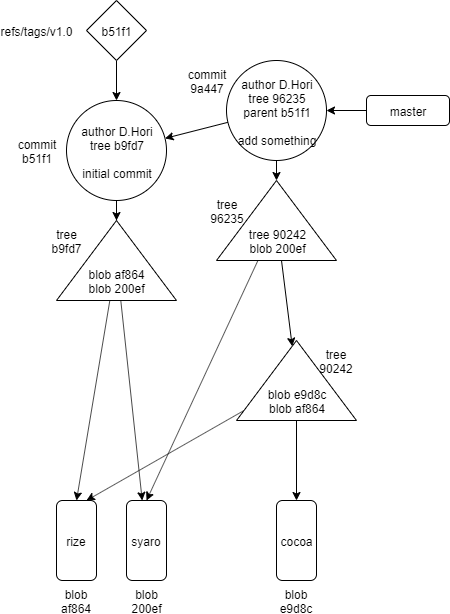 refs/tags/v1.0
b51f1
commit
b51f1
author D.Hori
tree b9fd7
initial commit
commit
9a447
author D.Hori
tree 96235
parent b51f1
add something
master
tree
b9fd7
blob af864
blob 200ef
tree
96235
tree 90242
blob 200ef
tree
90242
blob e9d8c
blob af864
rize
syaro
cocoa
blob
af864
blob
200ef
blob
e9d8c